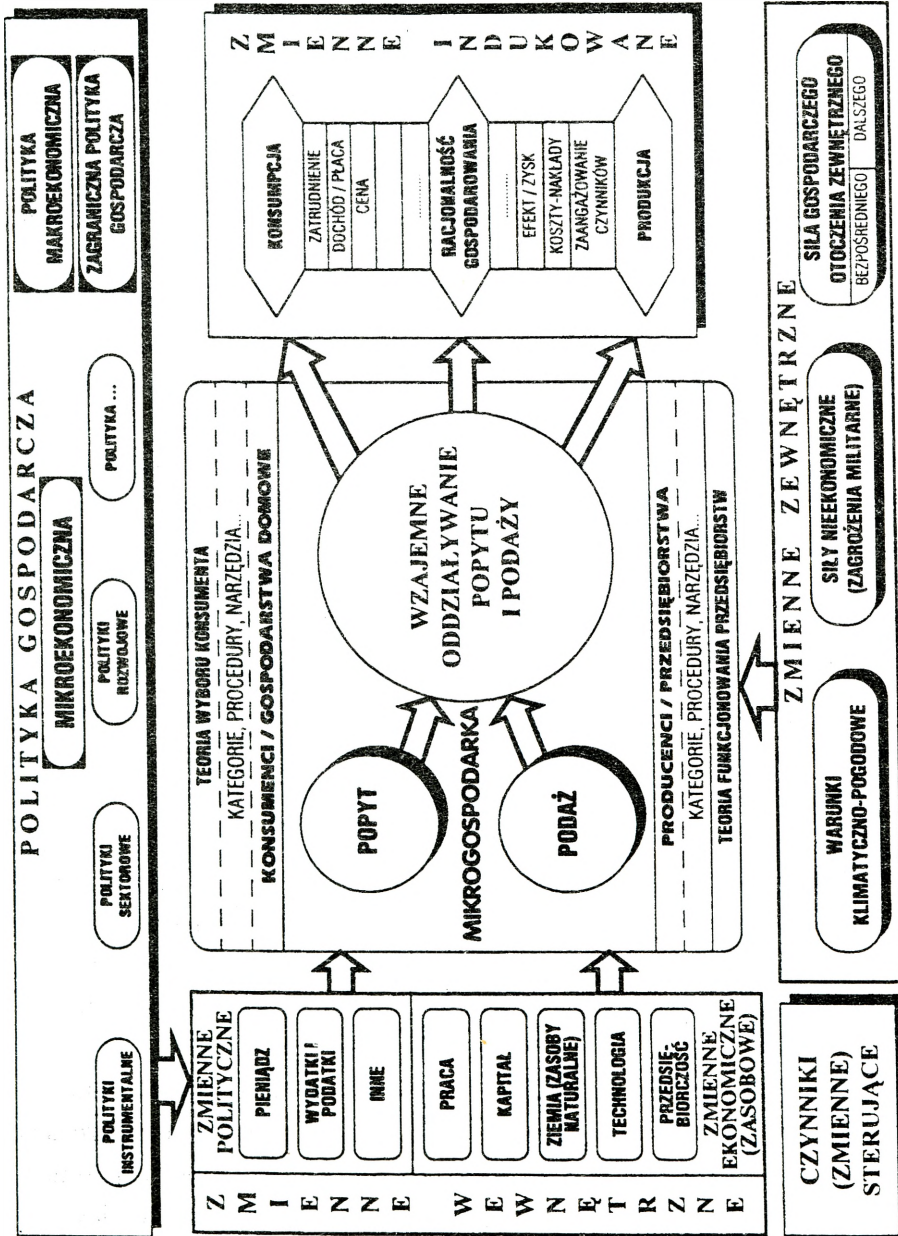 POLITYKA GOSPODARCZA
MIKROEKONOMICZNA
POLITYKA
MAKROEKONOMICZNA
ZAGRANICZNA POLITYKA
GOSPODARCZA
POLITYKI
INSTRUMENTALNE
POLITYKI
SEKTOROWE
POLITYKI
ROZWOJOWE
POLITYKA ...
ZMIENNE WEWNĘTRZNE
ZMIENNE
POLITYCZNE
PIENIĄDZ
WYDATKI
PODATKI
INNE
PRACA
KAPITAŁ
ZIEMIA (ZASOBY
NATURALNE)
TECHNOLOGIA
PRZEDSIĘ-
BIORCZOŚĆ
ZMIENNE
EKONOMICZNE
(ZASOBOWE)
TEORIA WYBORU KONSUMENTA
KATEGORIE, PROCEDURY, NARZĘDZIA...
KONSUMENCI / GOSPODARSTWA DOMOWE
POPYT
MIKROGOSPODARKA
PODAŻ
WZAJEMNE
ODDZIAŁYWANIE
POPYTU
I PODAŻY
PRODUCENCI / PRZEDSIĘBIORSTWA
KATEGORIE, PROCEDURY, NARZĘDZIA...
TEORIA FUNKCJONOWANIA PRZEDSIĘBIORSTW
ZMIENNE INDUKOWANE
KONSUMPCJA
ZATRUDNIENIE
DOCHÓD / PŁACA
CENA
..........
RACJONALNOŚĆ
GOSPODAROWANIA
..........
EFEKT / ZYSK
KOSZTY-NAKŁADY
ZAANGAŻOWANIE
CZYNNIKÓW
PRODUKCJA
CZYNNIKI
(ZMIENNE)
STERUJĄCE
ZMIENNE ZEWNĘTRZNE
WARUNKI
KLIMATYCZNO-POGODOWE
SIŁY NIEEKONOMICZNE
(ZAGROŻENIA MILITARNE)
SIŁA GOSPODARCZEGO
OTOCZENIA ZEWNĘTRZNEGO
BEZPOŚREDNIEGO DALSZEGO